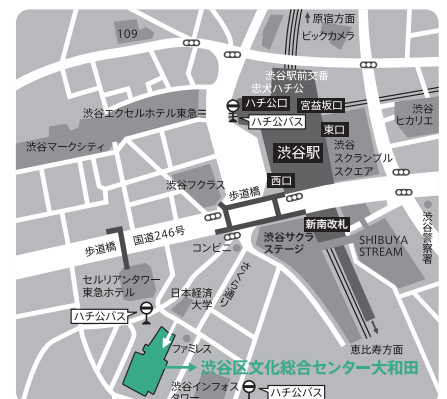 ↑原宿方面
109
ビックカメラ
渋谷駅前交番
忠犬ハチ公
ハチ公口
宮益坂口
渋谷エクセルホテル東急
ハチ公バス
東口
渋谷
ヒカリエ
渋谷マークシティ
渋谷駅
渋谷
スクランブル
スクエア
渋谷フクラス
歩道橋
西口
新南改札
国道246号
歩道橋
コンビニ
渋谷サクラ
ステージ
SHIBUYA
STREAM
渋谷警察署
セルリアンタワー
東急ホテル
さくら通り
日本経済
大学
ハチ公バス
ファミレス
恵比寿方面
渋谷区文化総合センター大和田
渋谷インフォス
タワー
ハチ公バス